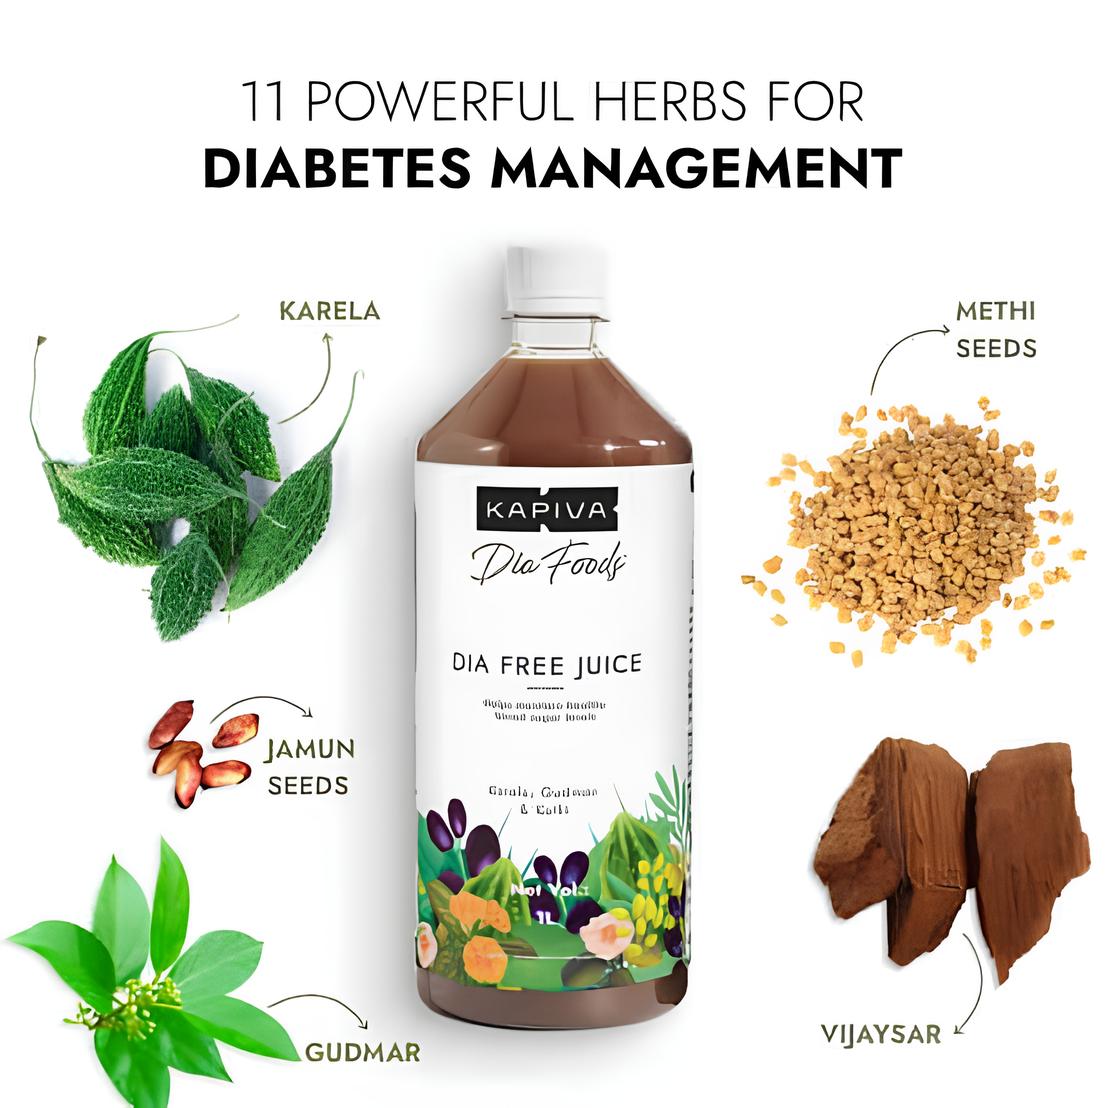 11 POWERFUL HERBS FOR
DIABETES MANAGEMENT
KARELA
METHI
SEEDS
KAPIVA
Dia Foods
DIA FREE JUICE
JAMUN
SEEDS
1L
VIJAYSAR
GUDMAR